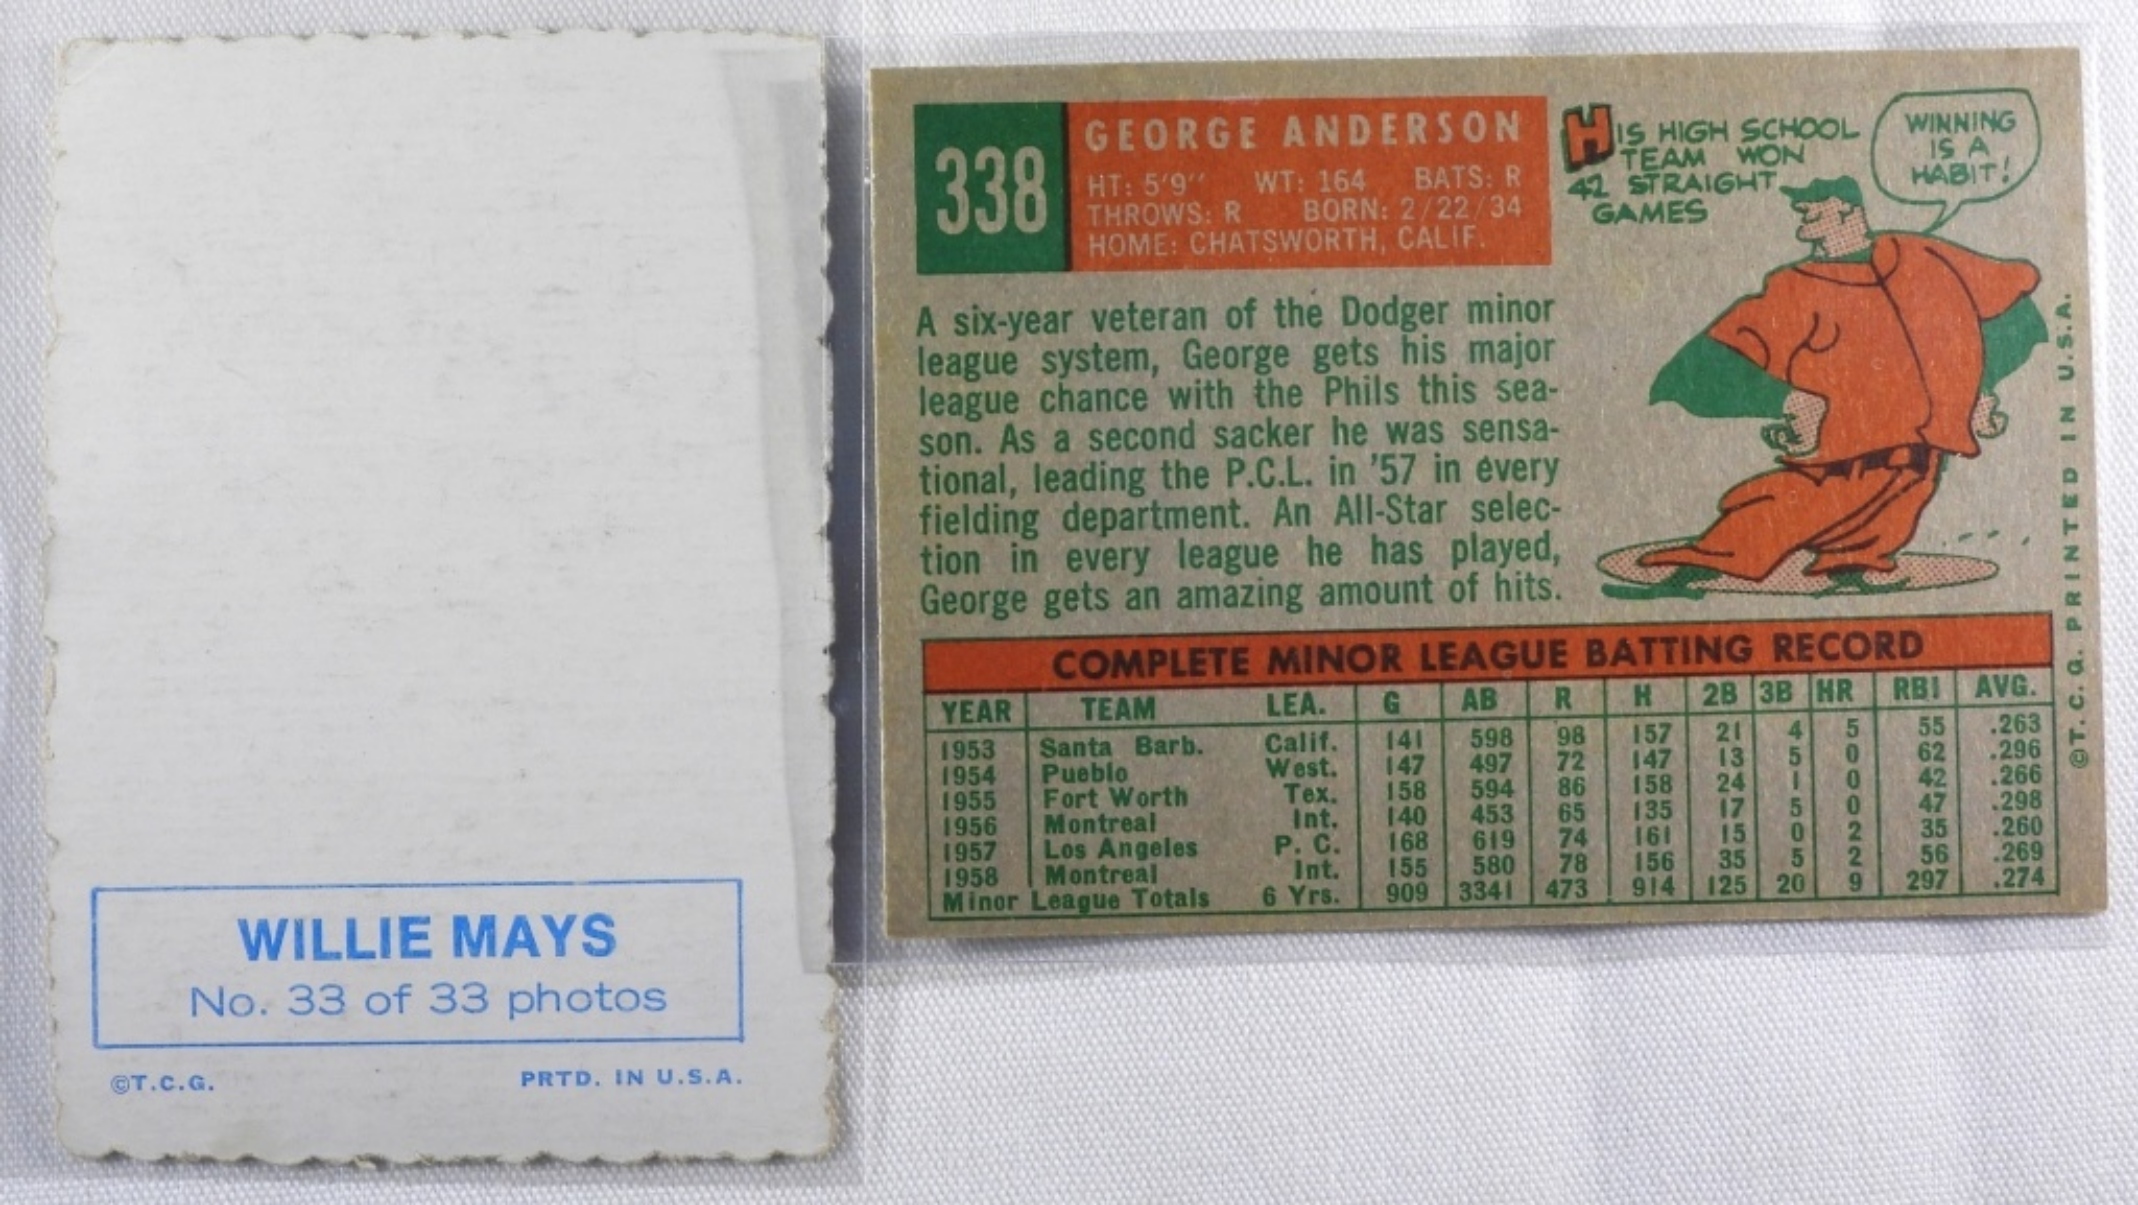 WILLIE MAYS
No. 33 of 33 photos
©T.C.G. PRTD. IN U.S.A.
338
GEORGE ANDERSON
HT: 5'9" WT: 164 BATS: R
THROWS: R BORN: 2/22/34
HOME: CHATSWORTH, CALIF.
HIS HIGH SCHOOL
TEAM WON
42 STRAIGHT
GAMES
WINNING
IS A
HABIT!
A six-year veteran of the Dodger minor
league system, George gets his major
league chance with the Phils this sea-
son. As a second sacker he was sensa-
tional, leading the P.C.L. in '57 in every
fielding department. An All-Star selec-
tion in every league he has played,
George gets an amazing amount of hits.
COMPLETE MINOR LEAGUE BATTING RECORD
YEAR TEAM LEA. G AB R H 2B 3B HR RBI AVG.
1953 Santa Barb. Calif. 141 598 98 157 21 4 5 55 .263
1954 Pueblo West. 147 497 72 147 13 5 0 62 .296
1955 Fort Worth Tex. 158 594 86 158 24 1 0 42 .266
1956 Montreal Int. 140 453 65 135 17 5 0 47 .298
1957 Los Angeles P. C. 168 619 74 161 15 0 2 35 .260
1958 Montreal Int. 155 580 78 156 35 5 2 56 .269
Minor League Totals 6 Yrs. 909 3341 473 914 125 20 9 297 .274
©T.C.G. PRINTED IN U.S.A.